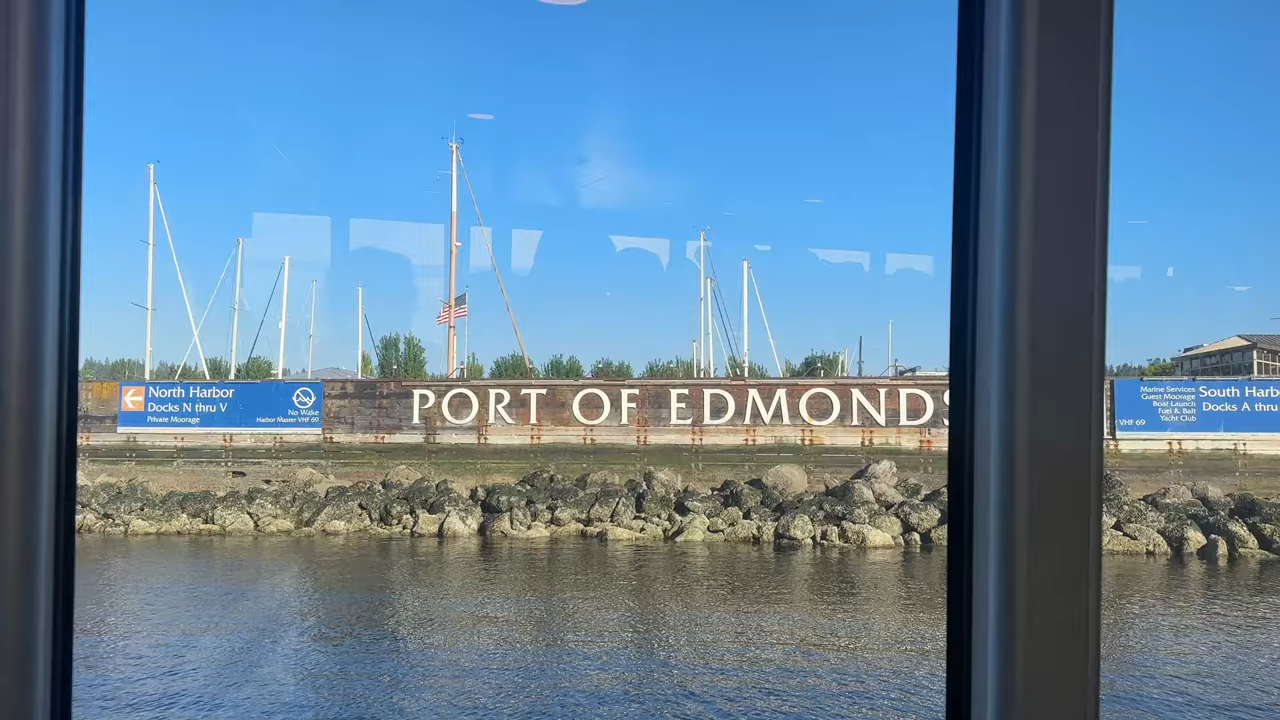 North Harbor
Docks N thru V
Private Moorage
No Wake
Harbor Master VHF 69
PORT OF EDMONDS
Marine Services
Guest Moorage
Boat Launch
Fuel & Bait
Yacht Club
VHF 69
South Harb
Docks A thru